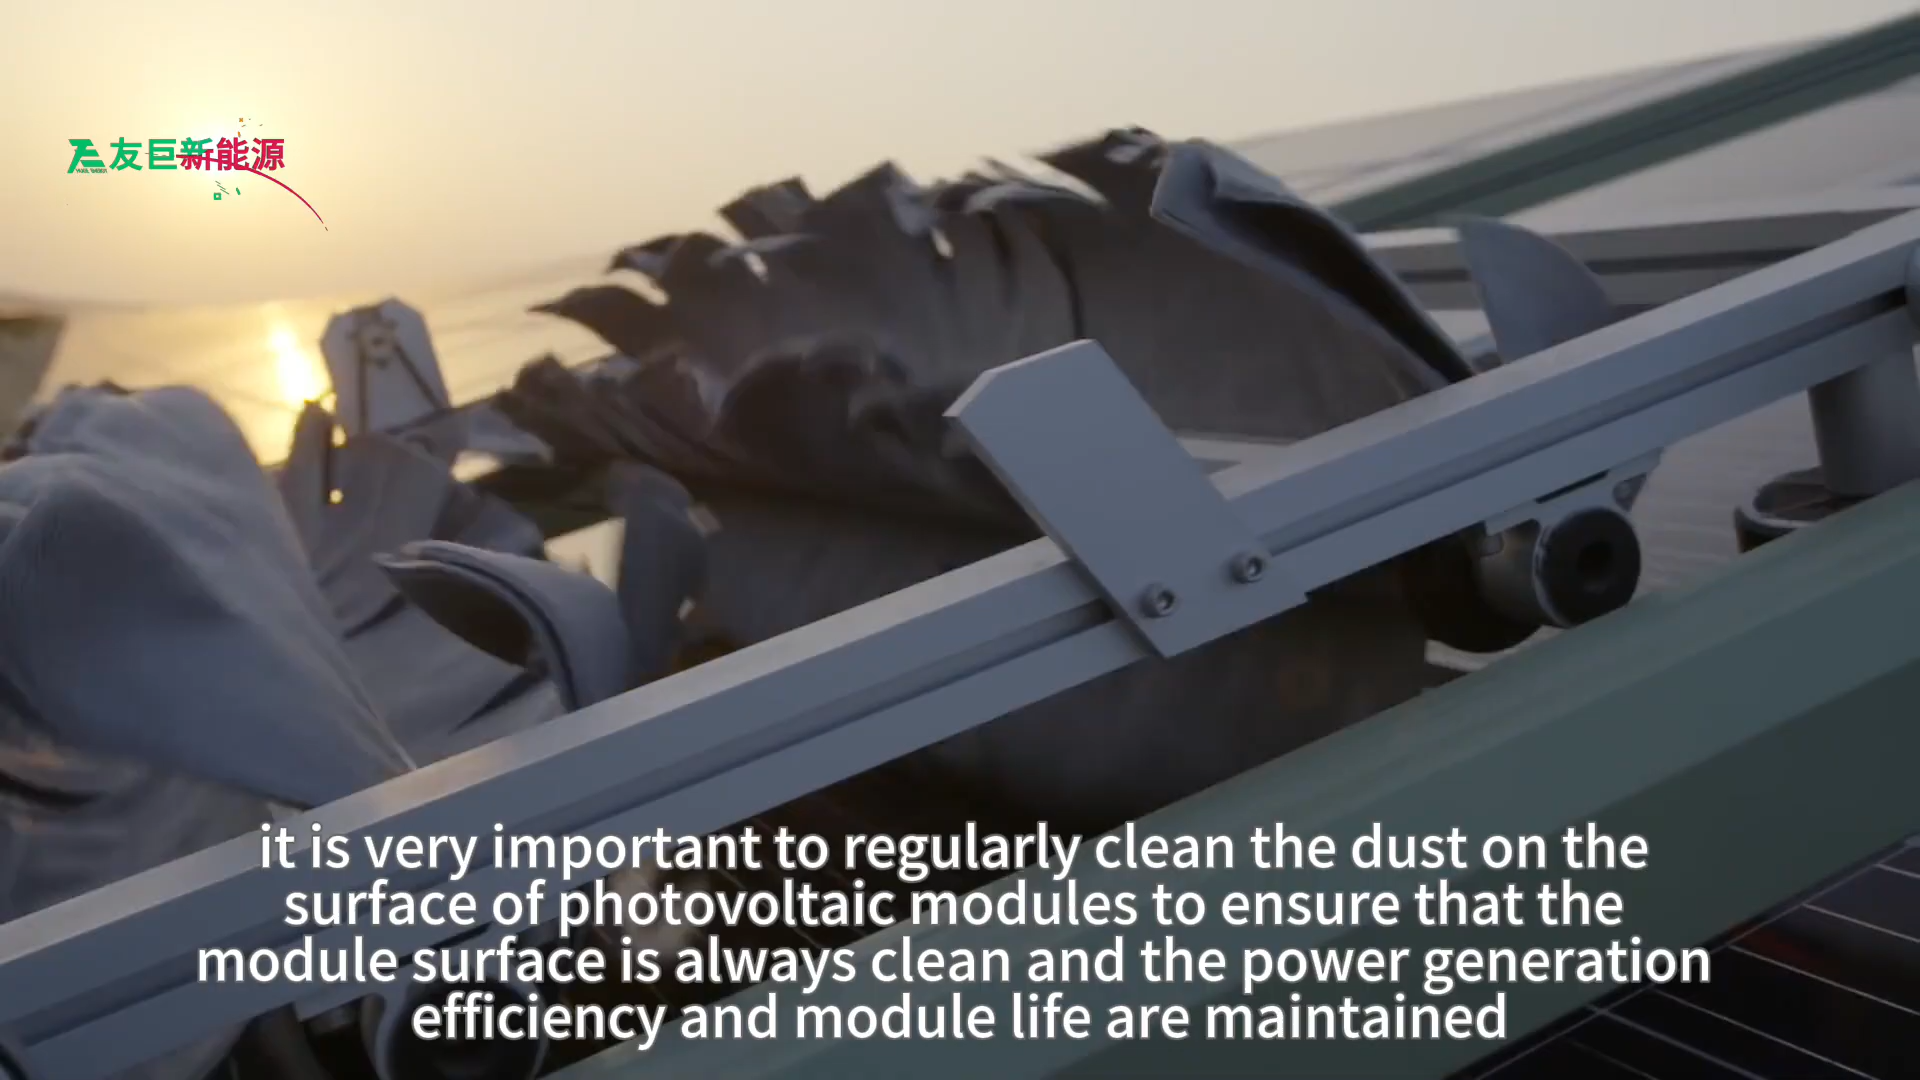 友巨新能源
it is very important to regularly clean the dust on the
surface of photovoltaic modules to ensure that the
module surface is always clean and the power generation
efficiency and module life are maintained